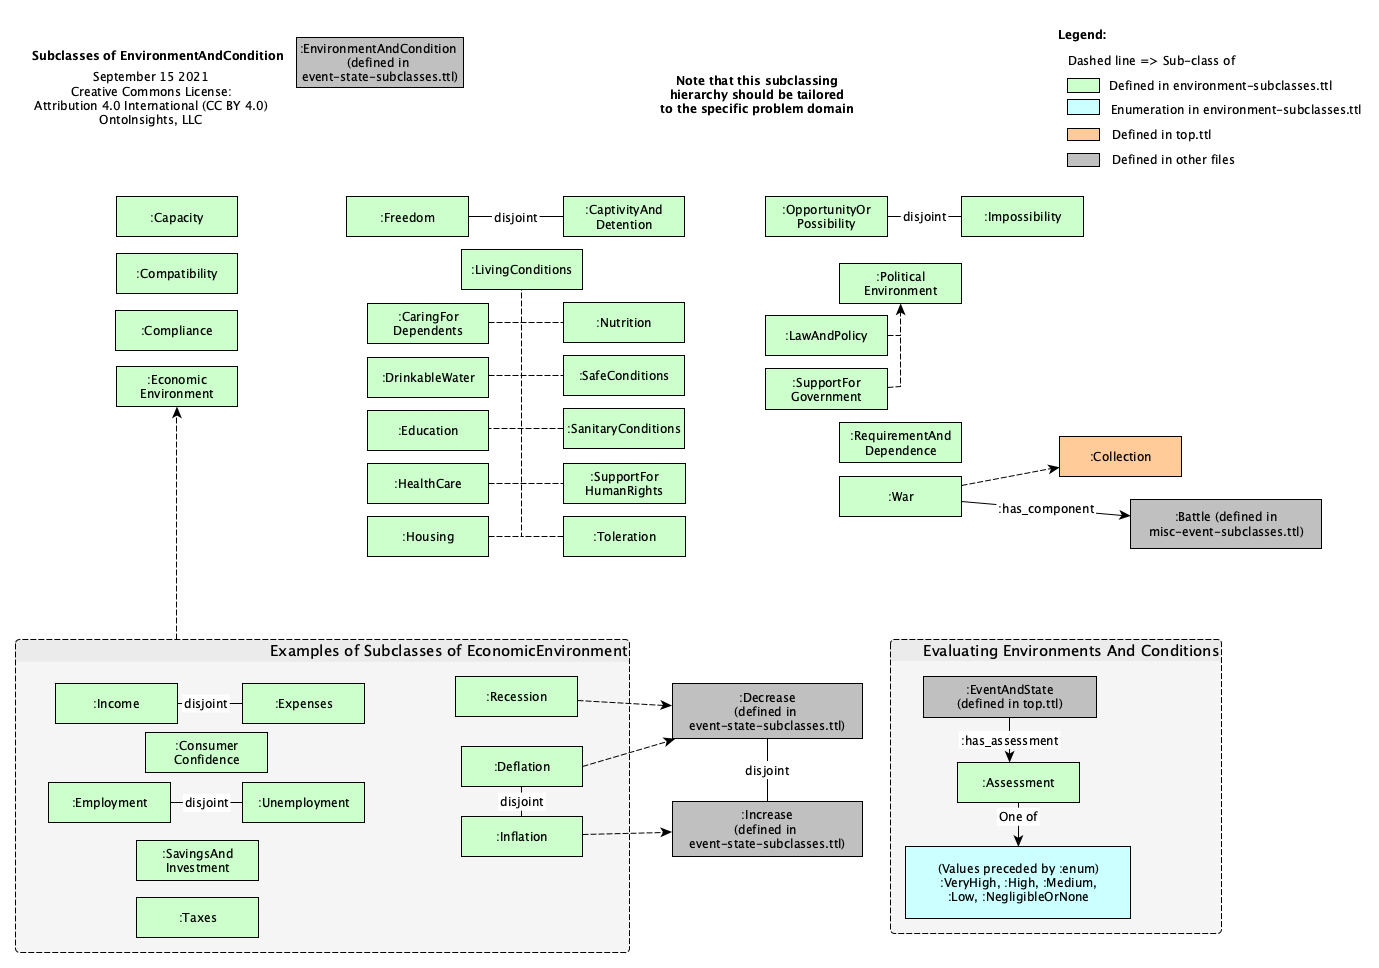 Subclasses of EnvironmentAndCondition
September 15 2021
Creative Commons License:
Attribution 4.0 International (CC BY 4.0)
OntoInsights, LLC
:EnvironmentAndCondition
(defined in
event-state-subclasses.ttl)
Note that this subclassing
hierarchy should be tailored
to the specific problem domain
Legend:
Dashed line => Sub-class of
Defined in environment-subclasses.ttl
Enumeration in environment-subclasses.ttl
Defined in top.ttl
Defined in other files
:Capacity
:Compatibility
:Compliance
:Economic
Environment
:Freedom
disjoint
:CaptivityAnd
Detention
:LivingConditions
:CaringFor
Dependents
:Nutrition
:DrinkableWater
:SafeConditions
:Education
:SanitaryConditions
:HealthCare
:SupportFor
HumanRights
:Housing
:Toleration
:OpportunityOr
Possibility
disjoint
:Impossibility
:Political
Environment
:LawAndPolicy
:SupportFor
Government
:RequirementAnd
Dependence
:War
:Collection
:has_component
:Battle (defined in
misc-event-subclasses.ttl)
Examples of Subclasses of EconomicEnvironment
:Income
disjoint
:Expenses
:Consumer
Confidence
:Employment
disjoint
:Unemployment
:SavingsAnd
Investment
:Taxes
:Recession
:Deflation
disjoint
:Inflation
:Decrease
(defined in
event-state-subclasses.ttl)
disjoint
:Increase
(defined in
event-state-subclasses.ttl)
Evaluating Environments And Conditions
:EventAndState
(defined in top.ttl)
:has_assessment
:Assessment
One of
(Values preceded by :enum)
:VeryHigh, :High, :Medium,
:Low, :NegligibleOrNone